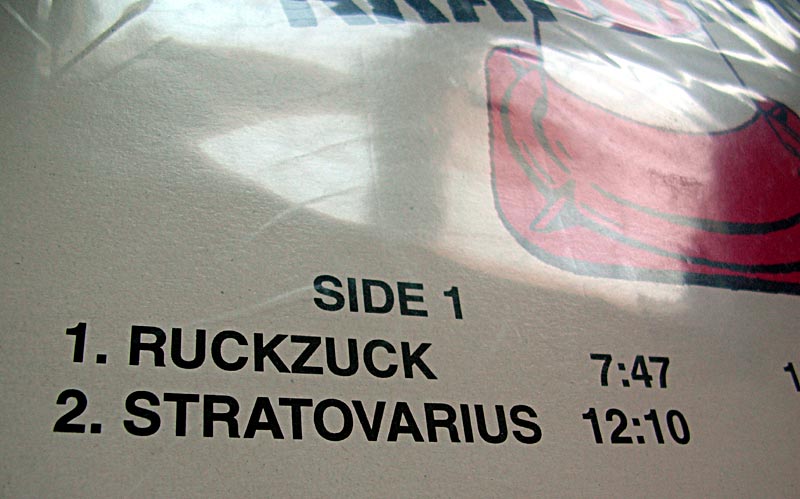 SIDE 1
1. RUCKZUCK 7:47
2. STRATOVARIUS 12:10